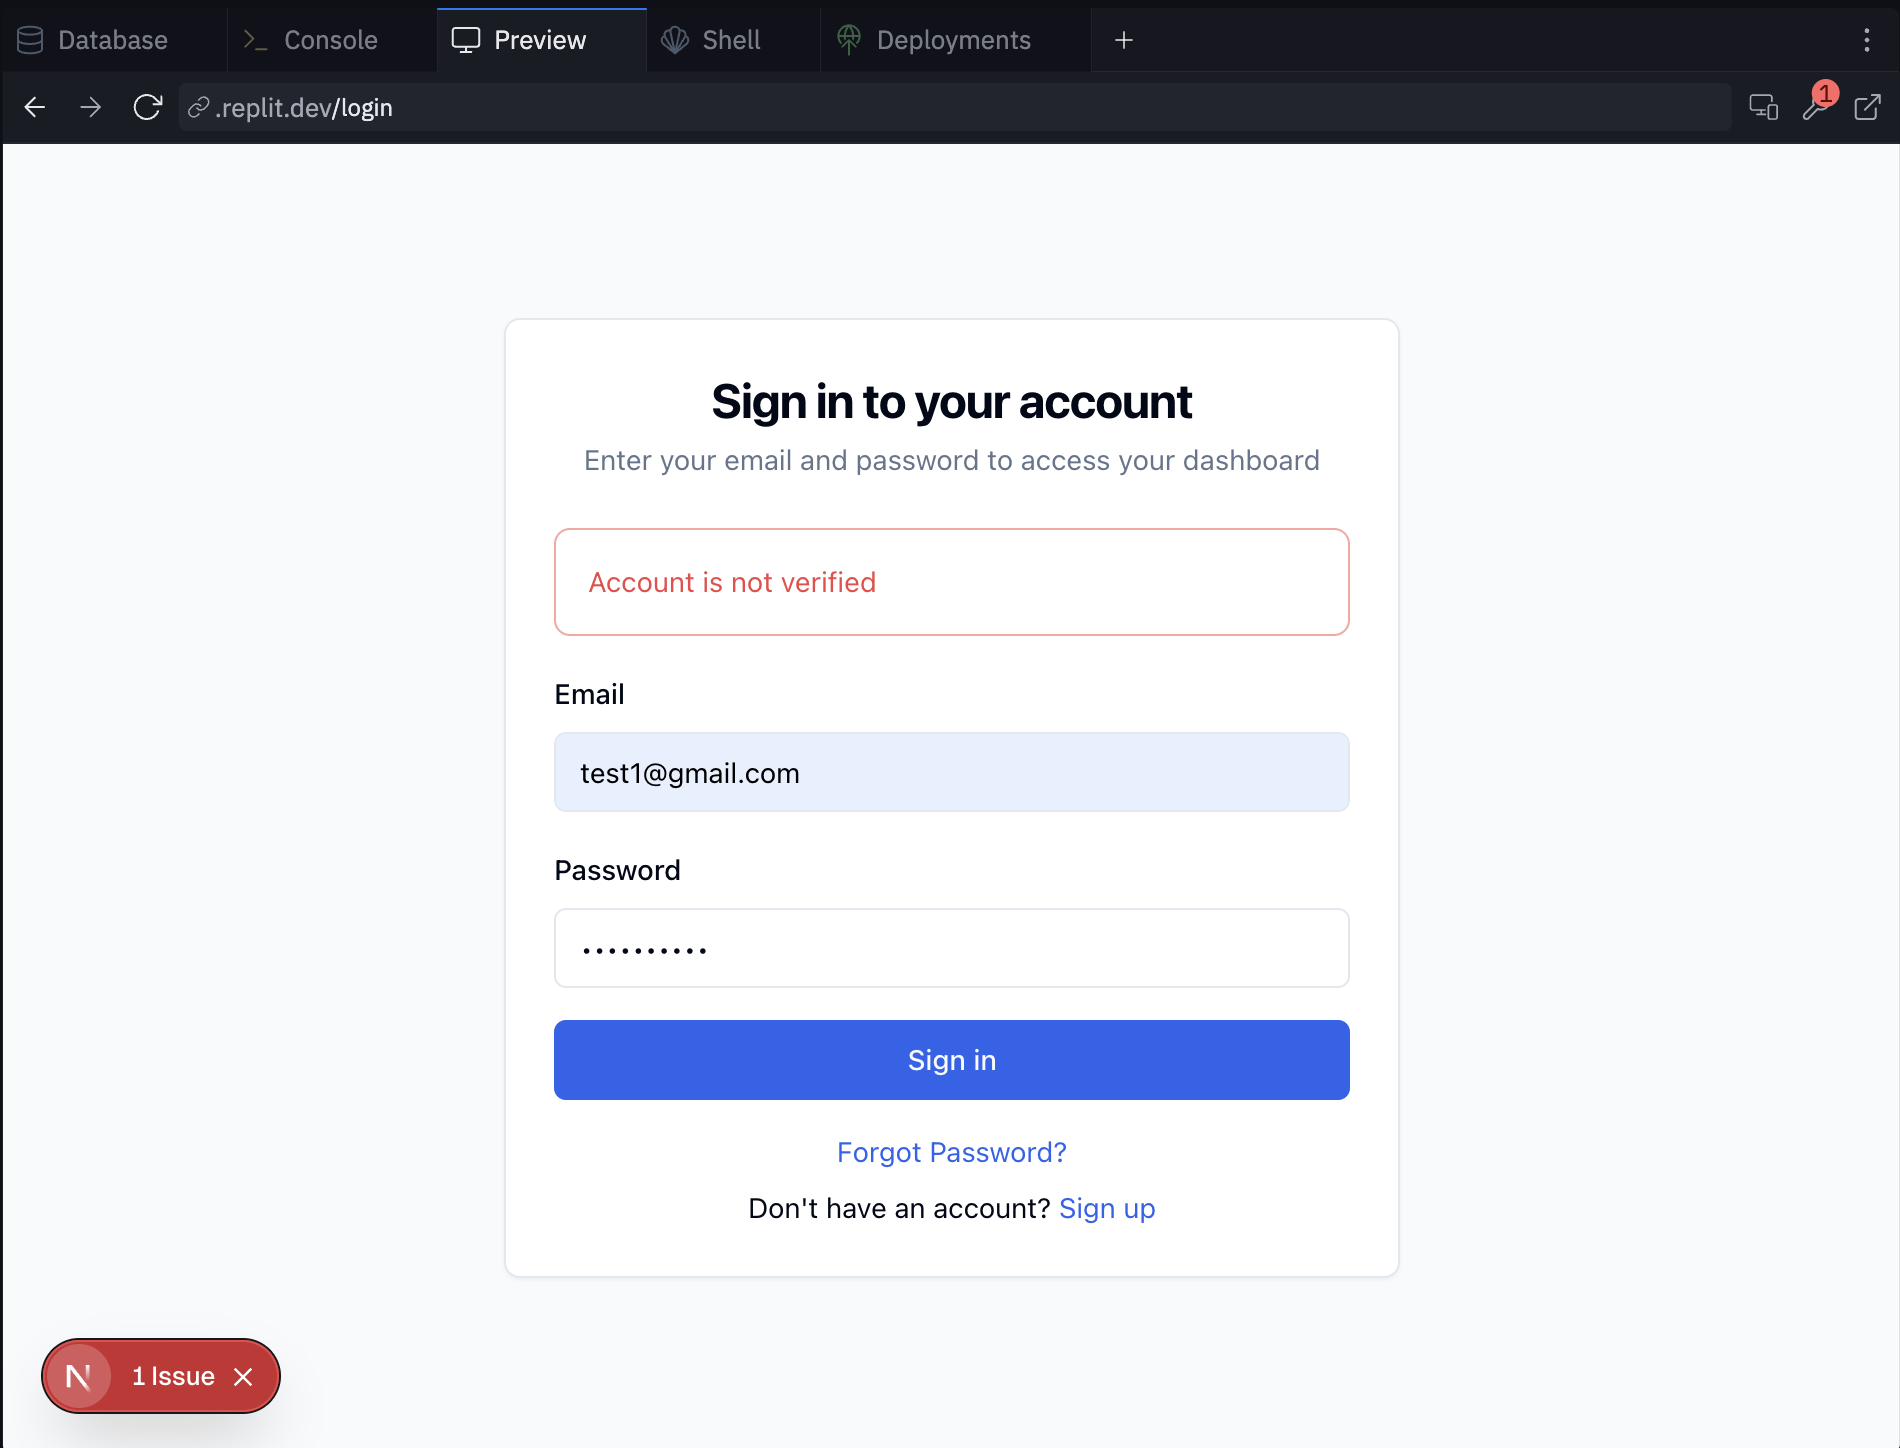 Database
Console
Preview
Shell
Deployments
.replit.dev/login
1
Sign in to your account
Enter your email and password to access your dashboard
Account is not verified
Email
test1@gmail.com
Password
Sign in
Forgot Password?
Don't have an account? Sign up
N 1 Issue